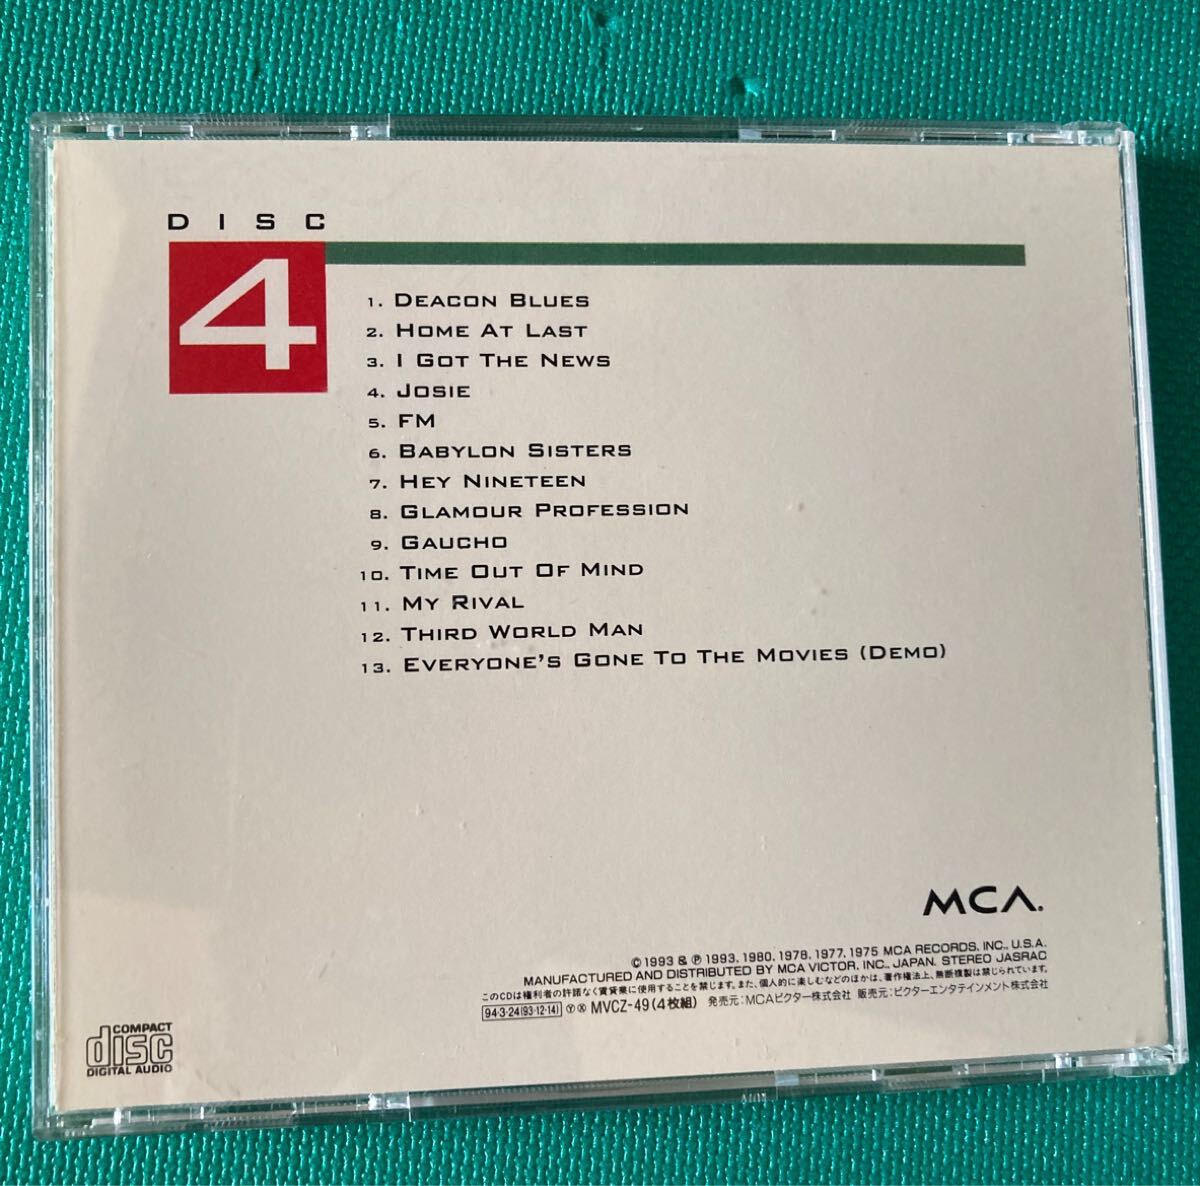 DISC
4
1. DEACON BLUES
2. HOME AT LAST
3. I GOT THE NEWS
4. JOSIE
5. FM
6. BABYLON SISTERS
7. HEY NINETEEN
8. GLAMOUR PROFESSION
9. GAUCHO
10. TIME OUT OF MIND
11. MY RIVAL
12. THIRD WORLD MAN
13. EVERYONE'S GONE TO THE MOVIES (DEMO)
MCA.
© 1993 & ℗ 1993, 1980, 1978, 1977, 1975 MCA RECORDS, INC., U.S.A.
MANUFACTURED AND DISTRIBUTED BY MCA VICTOR, INC., JAPAN. STEREO JASRAC
このCDは権利者の許諾なく賃貸業に使用することを禁じます。また、個人的に楽しむなどのほかは、著作権法上、無断複製は禁じられています。
94·3·24(93·12·14) Ⓨ Ⓧ MVCZ-49(4枚組) 発売元:MCAビクター株式会社 販売元:ビクターエンタテインメント株式会社
COMPACT
disc
DIGITAL AUDIO